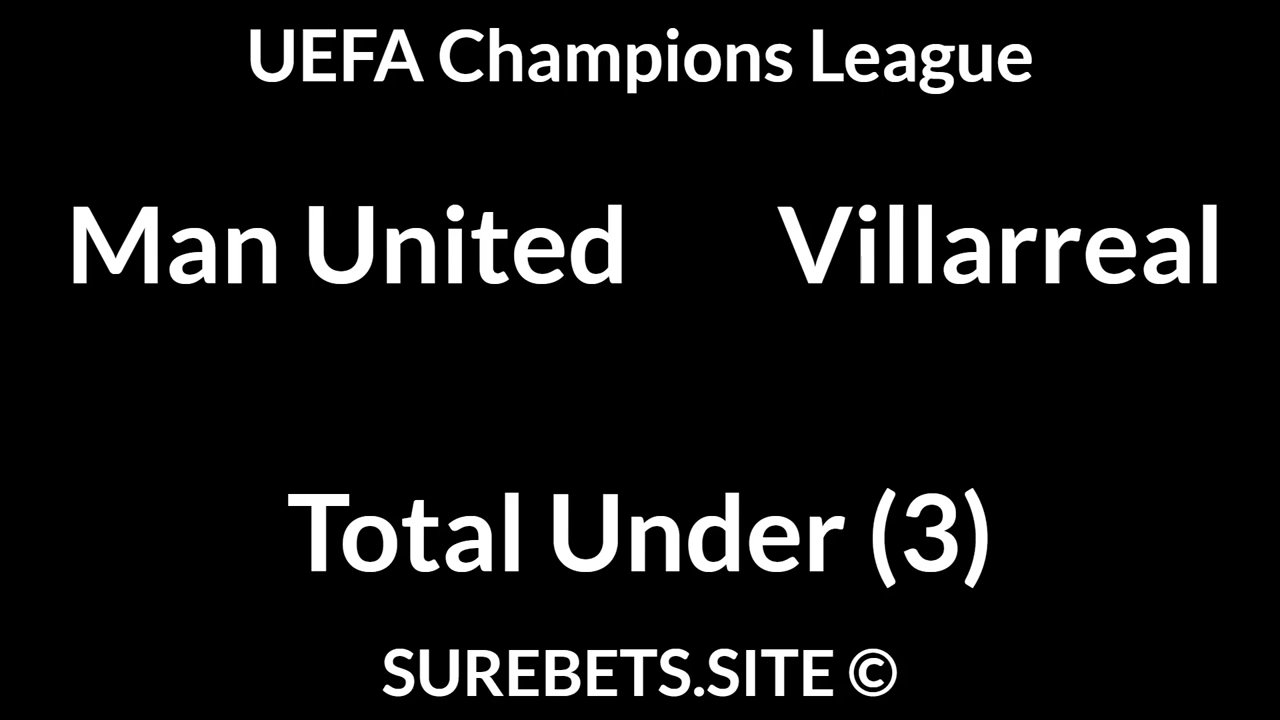 UEFA Champions League
Man United Villarreal
Total Under (3)
SUREBETS.SITE ©